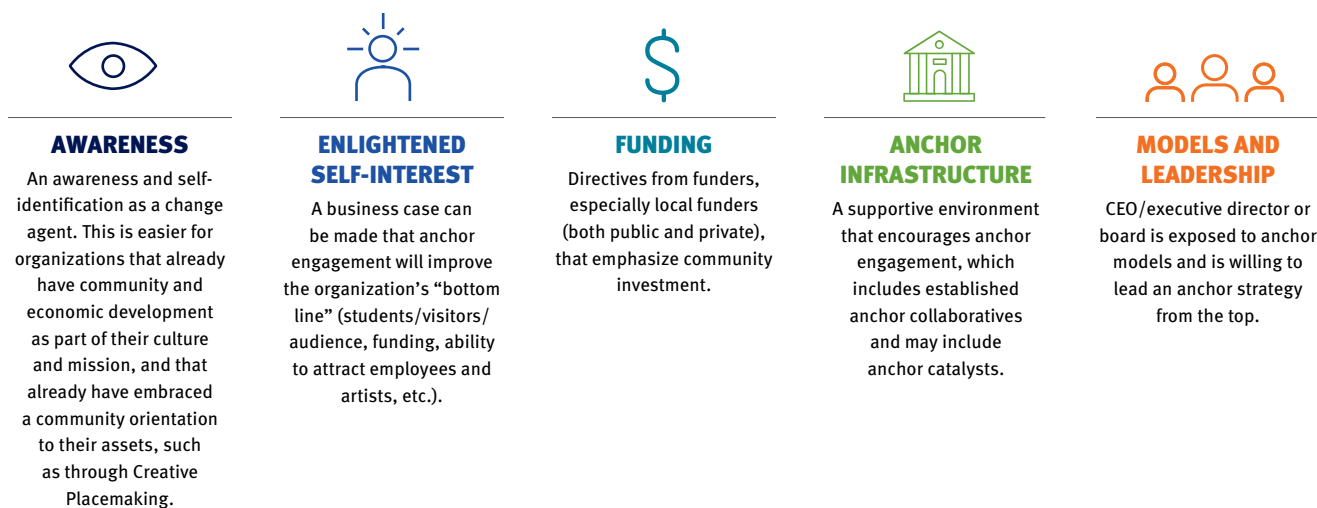 AWARENESS
An awareness and self-
identification as a change
agent. This is easier for
organizations that already
have community and
economic development
as part of their culture
and mission, and that
already have embraced
a community orientation
to their assets, such
as through Creative
Placemaking.
ENLIGHTENED
SELF-INTEREST
A business case can
be made that anchor
engagement will improve
the organization’s “bottom
line” (students/visitors/
audience, funding, ability
to attract employees and
artists, etc.).
FUNDING
Directives from funders,
especially local funders
(both public and private),
that emphasize community
investment.
ANCHOR
INFRASTRUCTURE
A supportive environment
that encourages anchor
engagement, which
includes established
anchor collaboratives
and may include
anchor catalysts.
MODELS AND
LEADERSHIP
CEO/executive director or
board is exposed to anchor
models and is willing to
lead an anchor strategy
from the top.